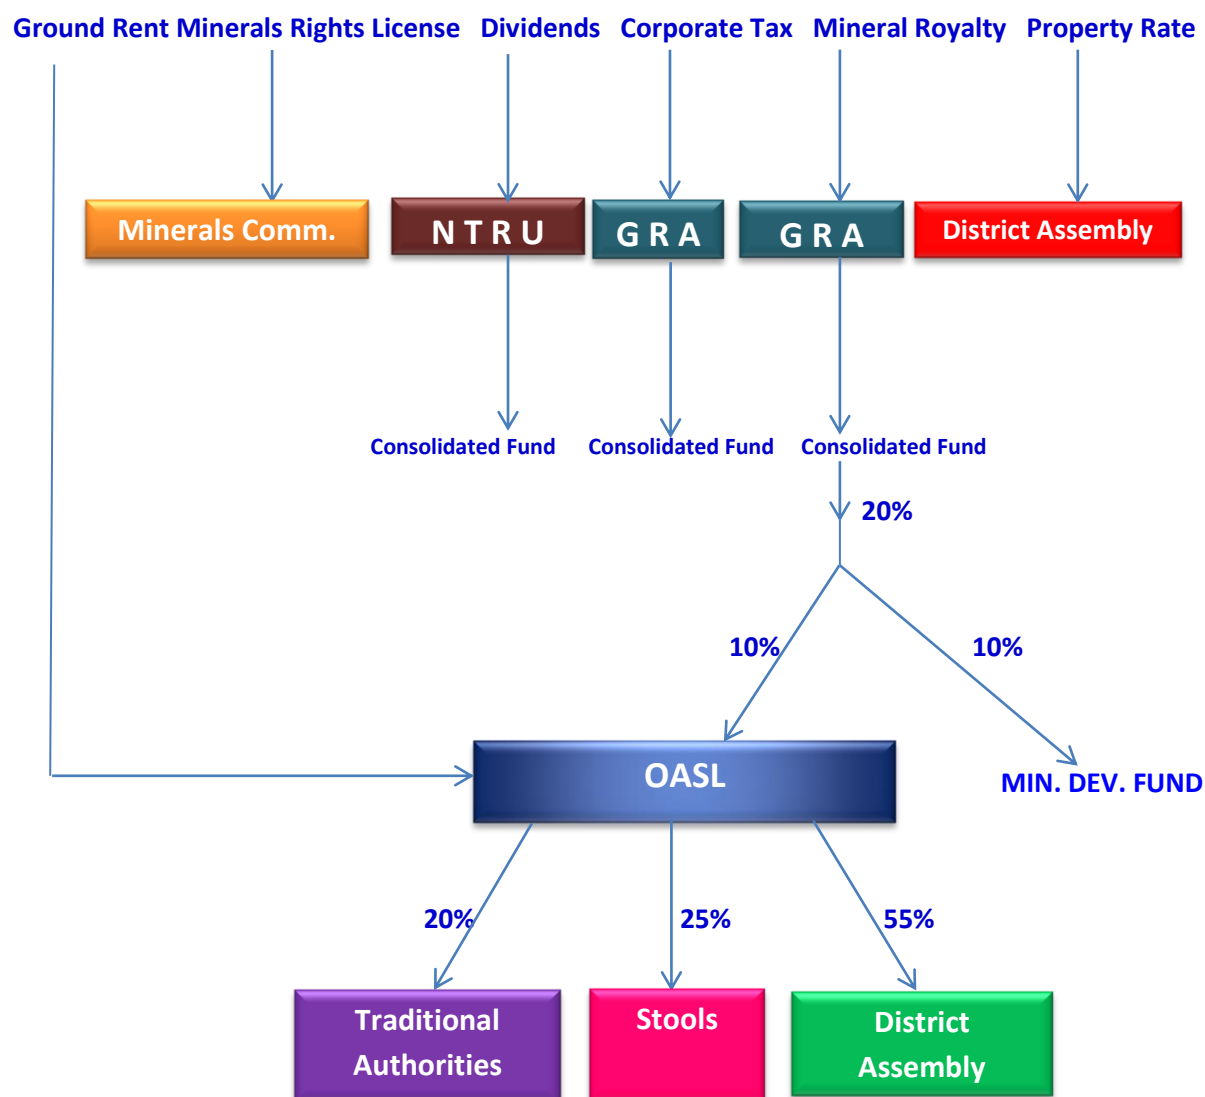 Ground Rent Minerals Rights License Dividends Corporate Tax Mineral Royalty Property Rate
Minerals Comm.
N T R U
G R A
G R A
District Assembly
Consolidated Fund
Consolidated Fund
Consolidated Fund
20%
10%
10%
OASL
MIN. DEV. FUND
20%
25%
55%
Traditional
Authorities
Stools
District
Assembly